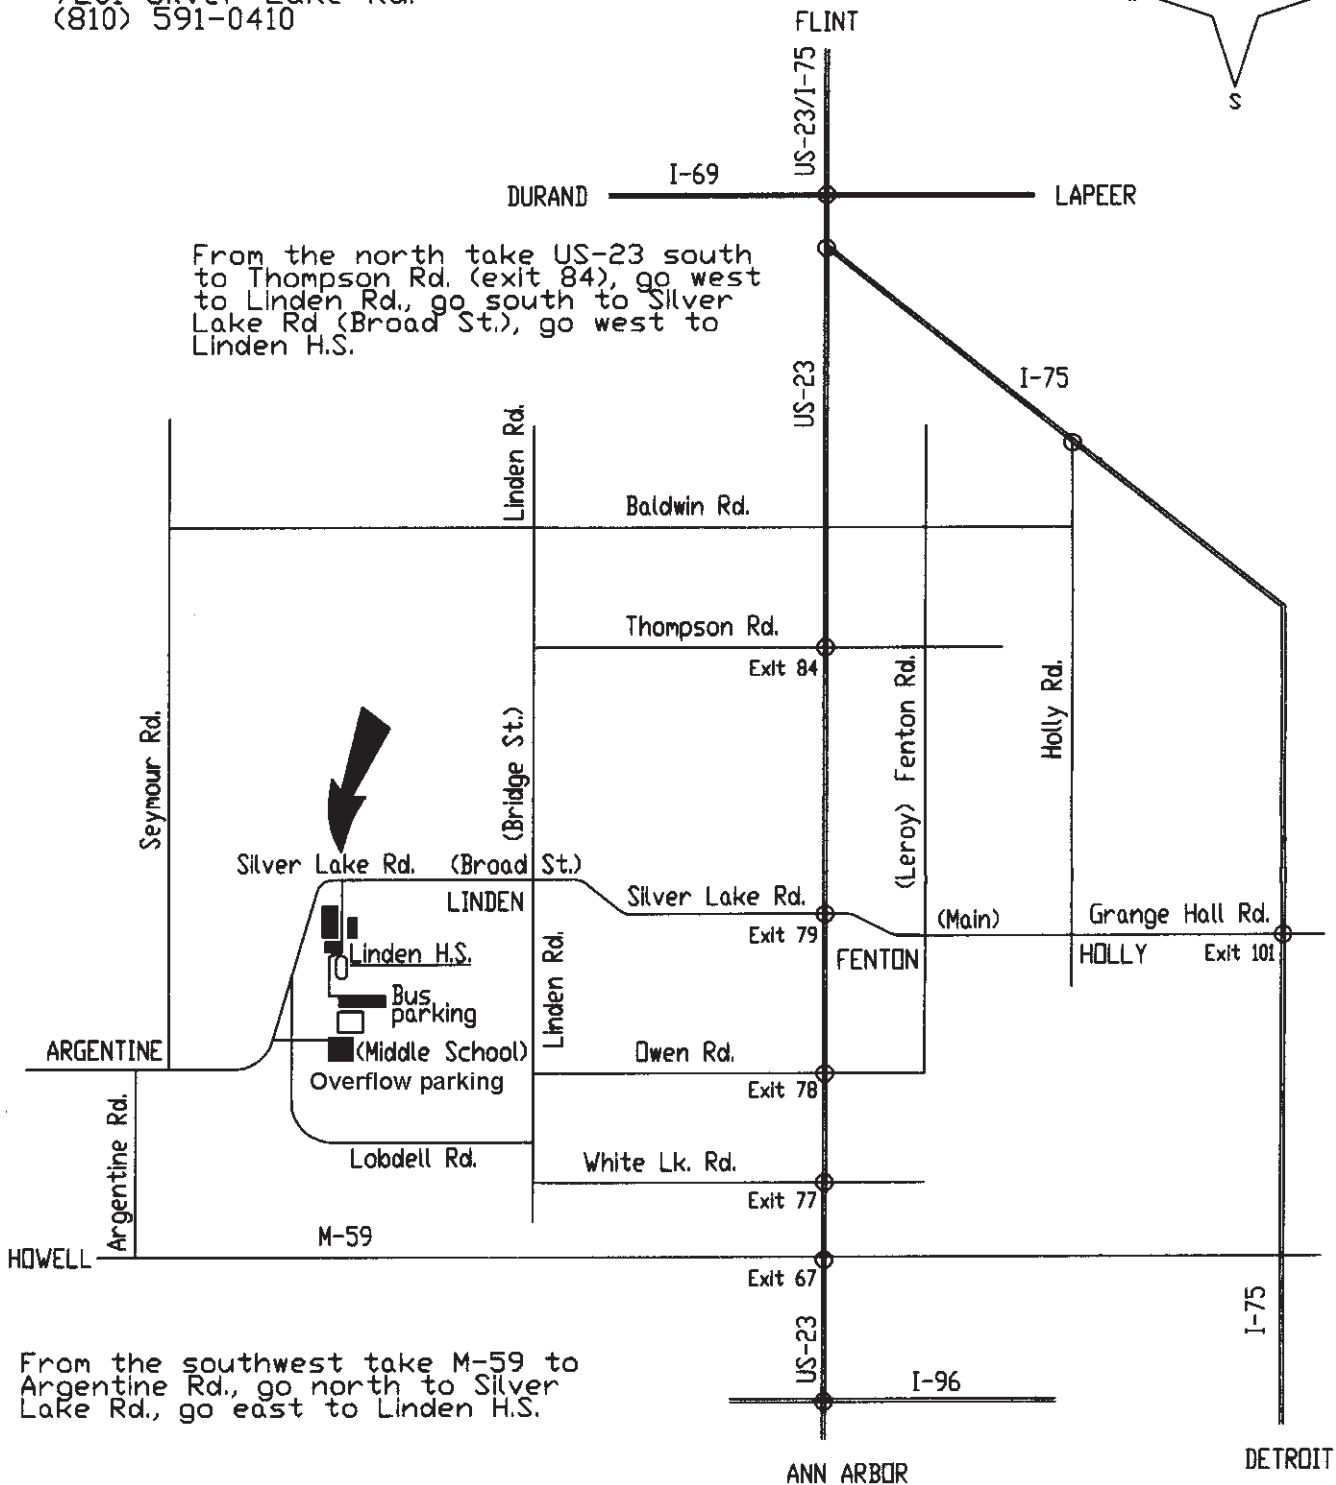 (810) 591-0410
S
FLINT
US-23/I-75
I-69
DURAND
LAPEER
From the north take US-23 south
to Thompson Rd. (exit 84), go west
to Linden Rd., go south to Silver
Lake Rd (Broad St.), go west to
Linden H.S.
US-23
I-75
Linden Rd.
Baldwin Rd.
Thompson Rd.
Exit 84
Seymour Rd.
(Bridge St.)
(Leroy) Fenton Rd.
Holly Rd.
Silver Lake Rd. (Broad St.)
LINDEN
Silver Lake Rd.
Exit 79
(Main)
Grange Hall Rd.
FENTON
HOLLY
Exit 101
Linden H.S.
Linden Rd.
Bus
parking
ARGENTINE
(Middle School)
Owen Rd.
Overflow parking
Exit 78
Argentine Rd.
Lobdell Rd.
White Lk. Rd.
Exit 77
M-59
HOWELL
Exit 67
I-75
US-23
I-96
From the southwest take M-59 to
Argentine Rd., go north to Silver
Lake Rd., go east to Linden H.S.
ANN ARBOR
DETROIT